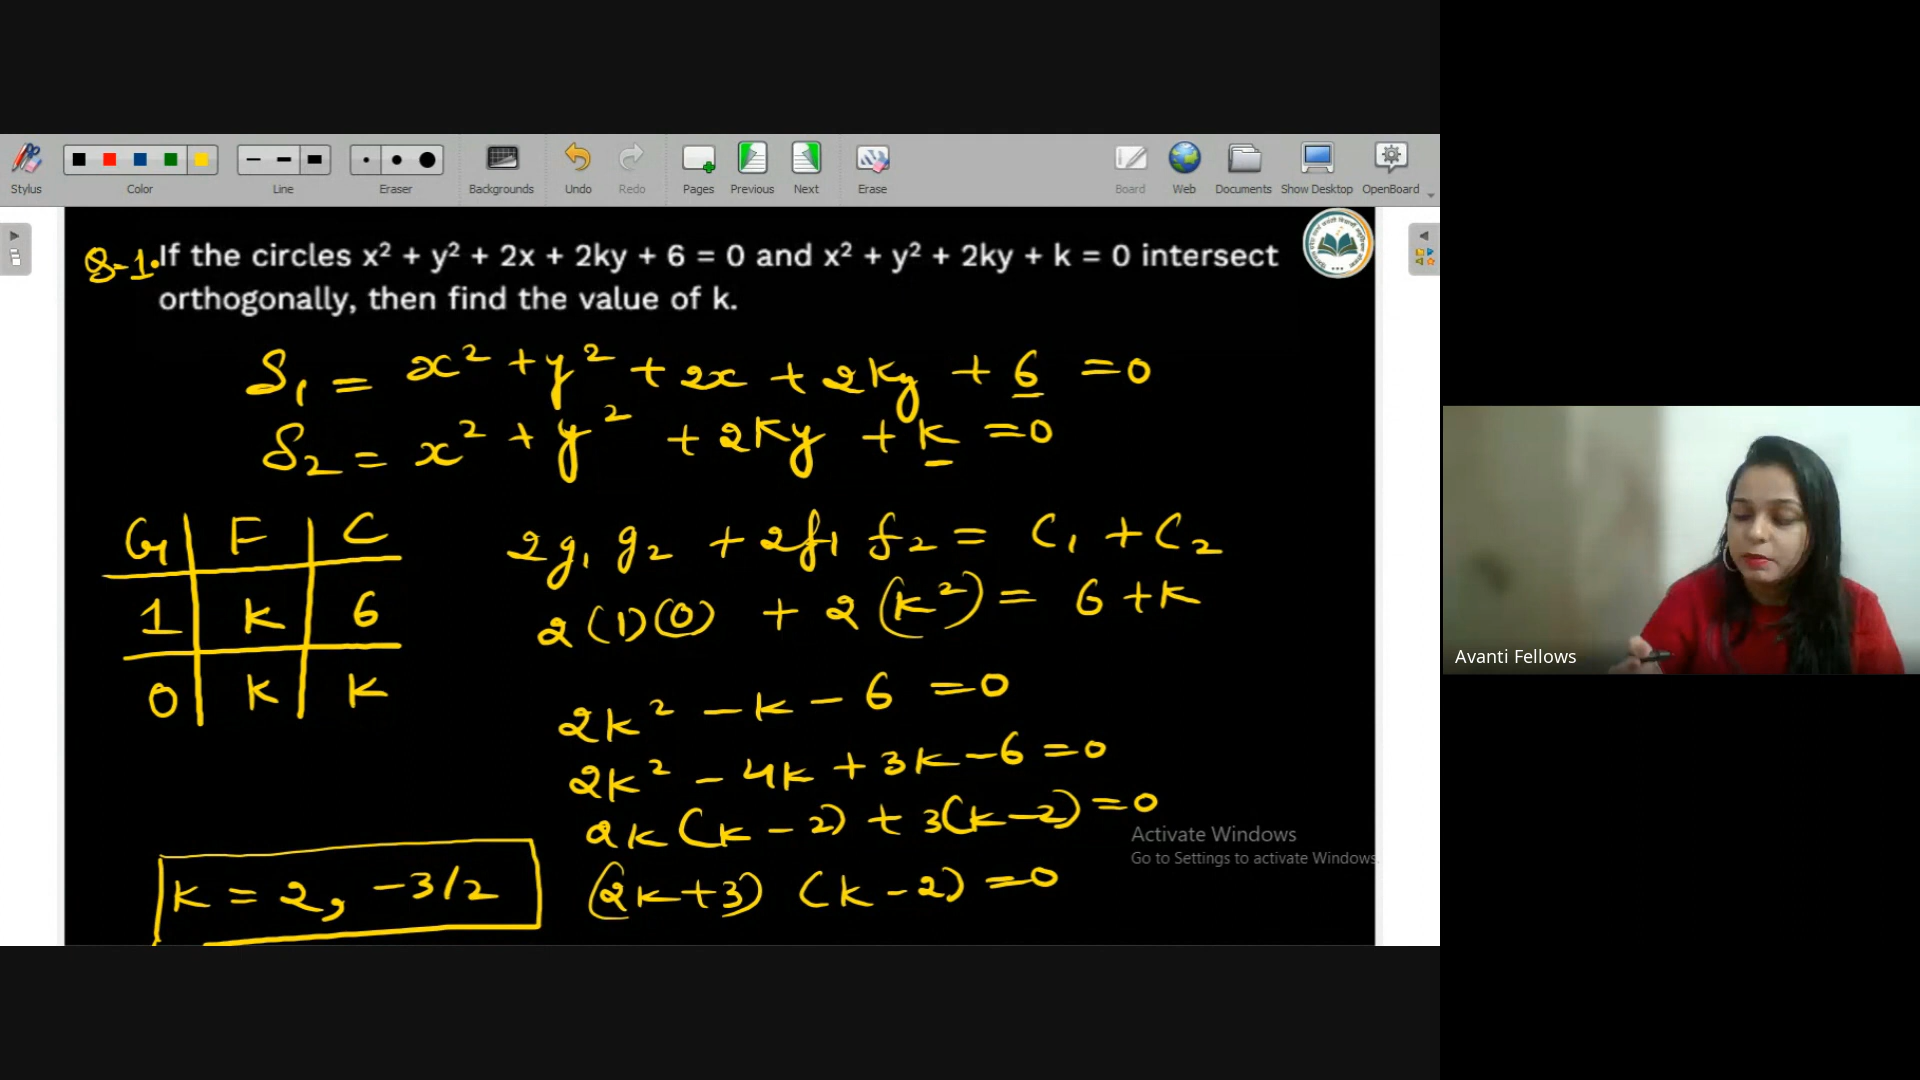 Stylus
Color
Line
Eraser
Backgrounds
Undo
Redo
Pages
Previous
Next
Erase
Board
Web
Documents
Show Desktop
OpenBoard
Q-1. If the circles x² + y² + 2x + 2ky + 6 = 0 and x² + y² + 2ky + k = 0 intersect
orthogonally, then find the value of k.
S₁ = x² + y² + 2x + 2ky + 6 = 0
S₂ = x² + y² + 2ky + k = 0
G F C
1 k 6
0 k k
2g₁ g₂ + 2f₁ f₂ = C₁ + C₂
2(1)(0) + 2(k²) = 6 + k
2k² - k - 6 = 0
2k² - 4k + 3k - 6 = 0
2k(k - 2) + 3(k - 2) = 0
(2k + 3) (k - 2) = 0
k = 2, -3/2
Activate Windows
Go to Settings to activate Windows.
Avanti Fellows